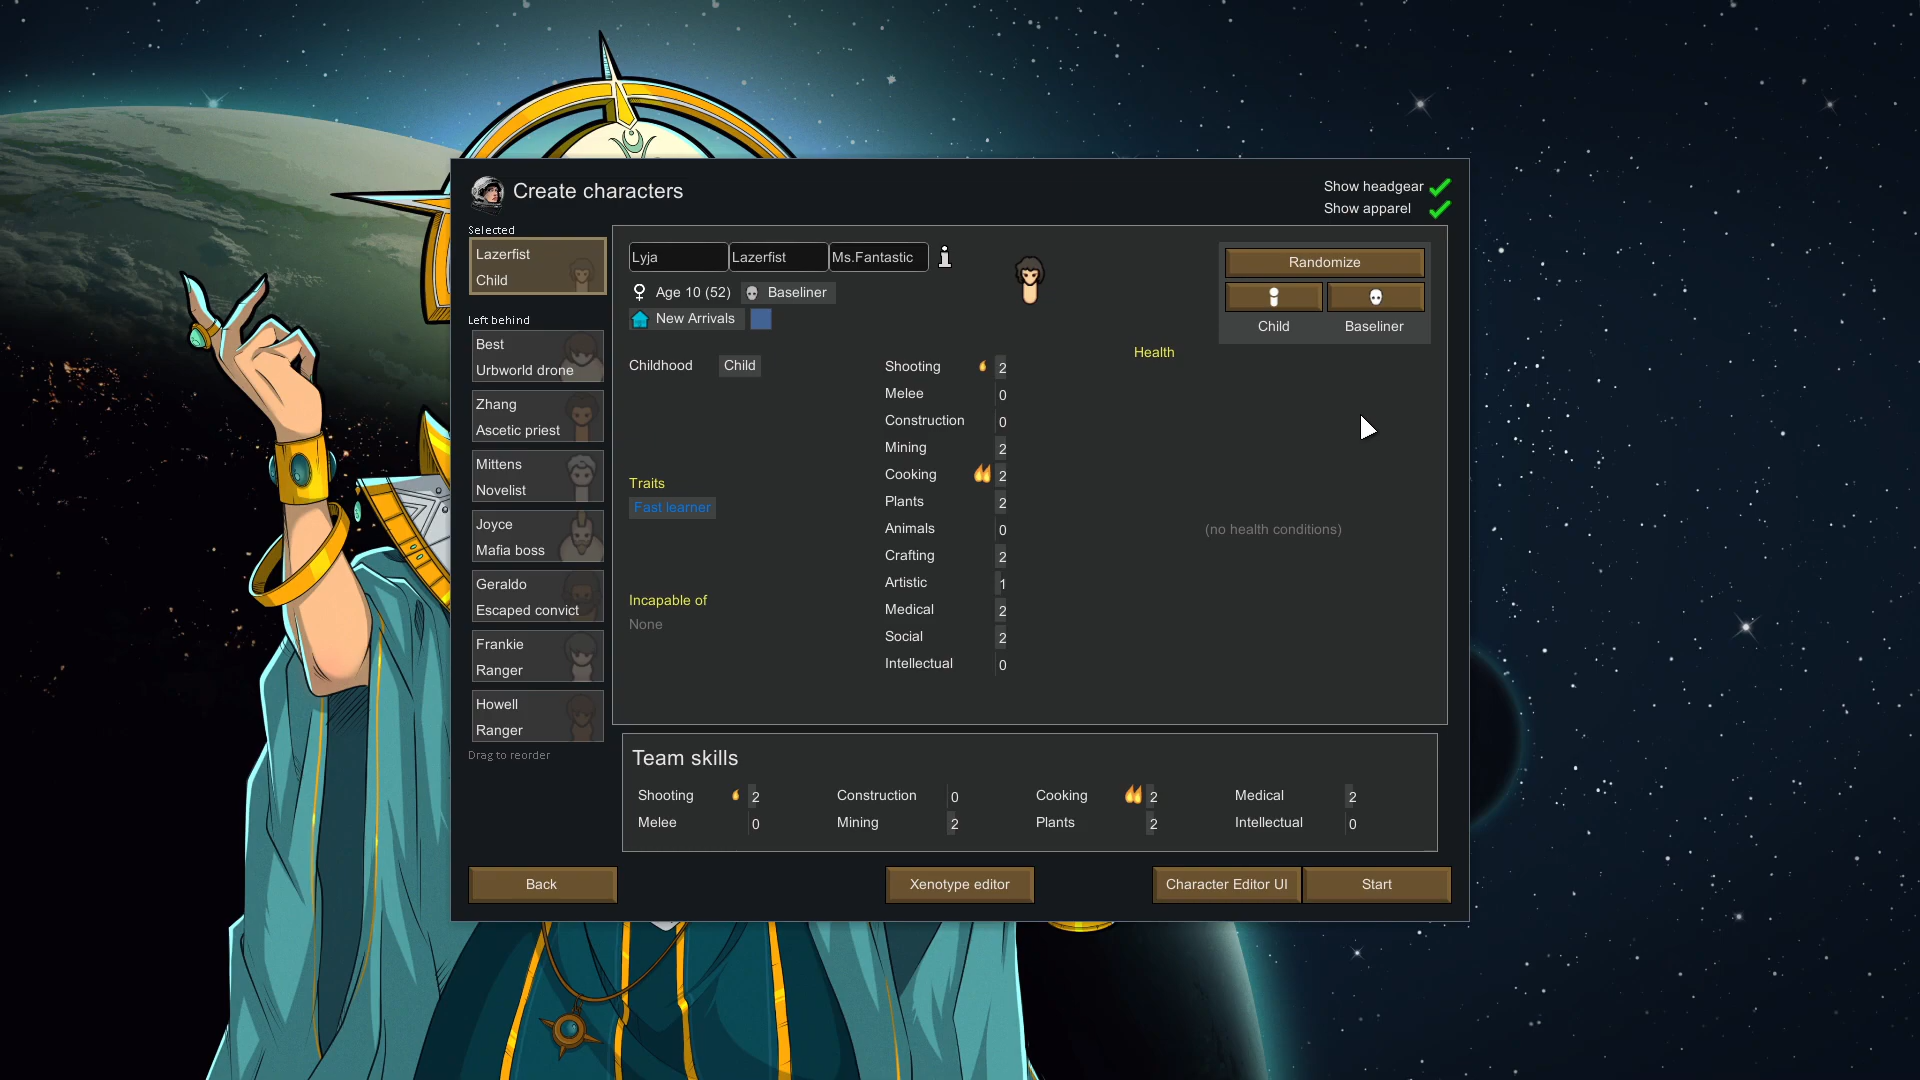 Create characters
Show headgear
Show apparel
Selected
Lazerfist
Child
Left behind
Best
Urbworld drone
Zhang
Ascetic priest
Mittens
Novelist
Joyce
Mafia boss
Geraldo
Escaped convict
Frankie
Ranger
Howell
Ranger
Drag to reorder
Lyja Lazerfist Ms.Fantastic
Age 10 (52) Baseliner
New Arrivals
Childhood Child
Traits
Fast learner
Incapable of
None
Shooting 2
Melee 0
Construction 0
Mining 2
Cooking 2
Plants 2
Animals 0
Crafting 2
Artistic 1
Medical 2
Social 2
Intellectual 0
Randomize
Child Baseliner
Health
(no health conditions)
Team skills
Shooting 2 Construction 0 Cooking 2 Medical 2
Melee 0 Mining 2 Plants 2 Intellectual 0
Back Xenotype editor Character Editor UI Start